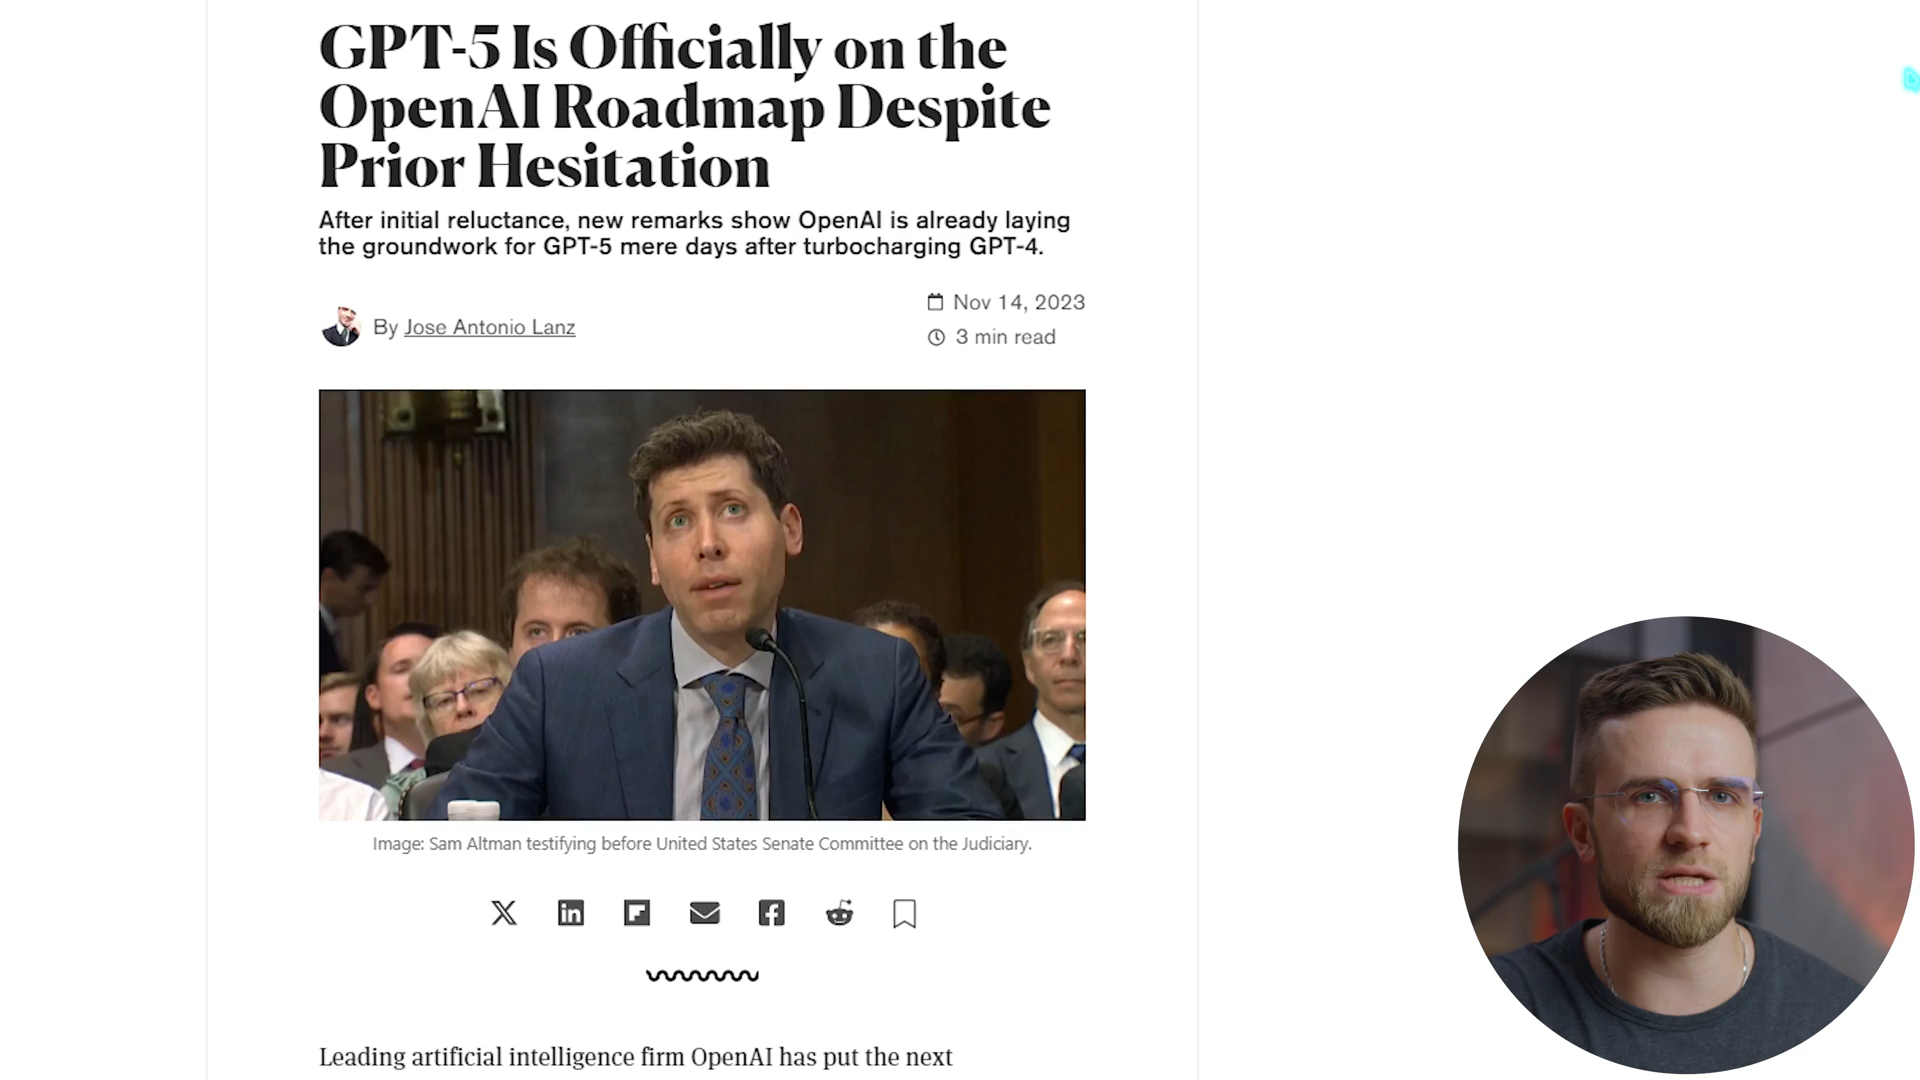 GPT-5 Is Officially on the
OpenAI Roadmap Despite
Prior Hesitation
After initial reluctance, new remarks show OpenAI is already laying
the groundwork for GPT-5 mere days after turbocharging GPT-4.
By Jose Antonio Lanz
Nov 14, 2023
3 min read
Image: Sam Altman testifying before United States Senate Committee on the Judiciary.
Leading artificial intelligence firm OpenAI has put the next